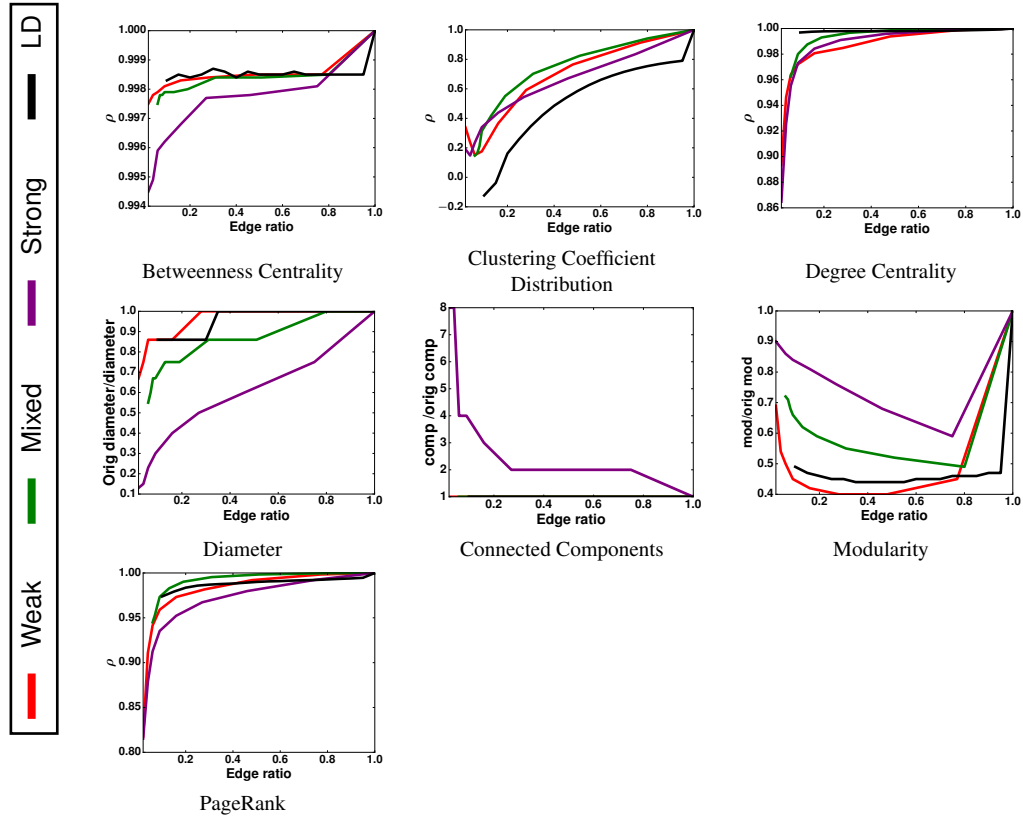 Weak Mixed Strong LD
1.000
0.999
0.998
0.997
0.996
0.995
0.994
ρ
0.2 0.4 0.6 0.8 1.0
Edge ratio
Betweenness Centrality
1.0
0.8
0.6
0.4
0.2
0.0
−0.2
ρ
0.2 0.4 0.6 0.8 1.0
Edge ratio
Clustering Coefficient
Distribution
1.00
0.98
0.96
0.94
0.92
0.90
0.88
0.86
ρ
0.2 0.4 0.6 0.8 1.0
Edge ratio
Degree Centrality
1.0
0.9
0.8
0.7
0.6
0.5
0.4
0.3
0.2
0.1
Orig diameter/diameter
0.2 0.4 0.6 0.8 1.0
Edge ratio
Diameter
8
7
6
5
4
3
2
1
comp /orig comp
0.2 0.4 0.6 0.8 1.0
Edge ratio
Connected Components
1.0
0.9
0.8
0.7
0.6
0.5
0.4
mod/orig mod
0.2 0.4 0.6 0.8 1.0
Edge ratio
Modularity
1.00
0.95
0.90
0.85
0.80
ρ
0.2 0.4 0.6 0.8 1.0
Edge ratio
PageRank